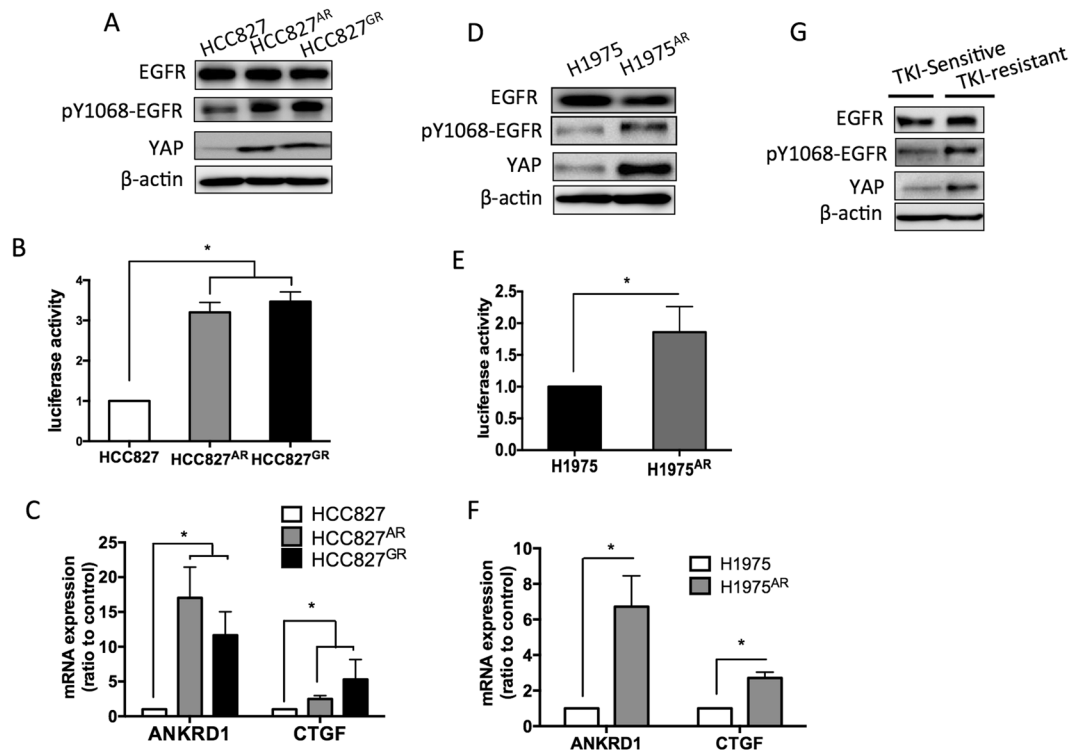 A
HCC827 HCC827AR HCC827GR
EGFR
pY1068-EGFR
YAP
β-actin
B
*
luciferase activity
4
3
2
1
0
HCC827 HCC827AR HCC827GR
C
HCC827
HCC827AR
HCC827GR
mRNA expression
(ratio to control)
25
20
15
10
5
0
* *
ANKRD1 CTGF
D
H1975 H1975AR
EGFR
pY1068-EGFR
YAP
β-actin
E
*
luciferase activity
2.5
2.0
1.5
1.0
0.5
0.0
H1975 H1975AR
F
H1975
H1975AR
mRNA expression
(ratio to control)
10
8
6
4
2
0
* *
ANKRD1 CTGF
G
TKI-Sensitive TKI-resistant
EGFR
pY1068-EGFR
YAP
β-actin